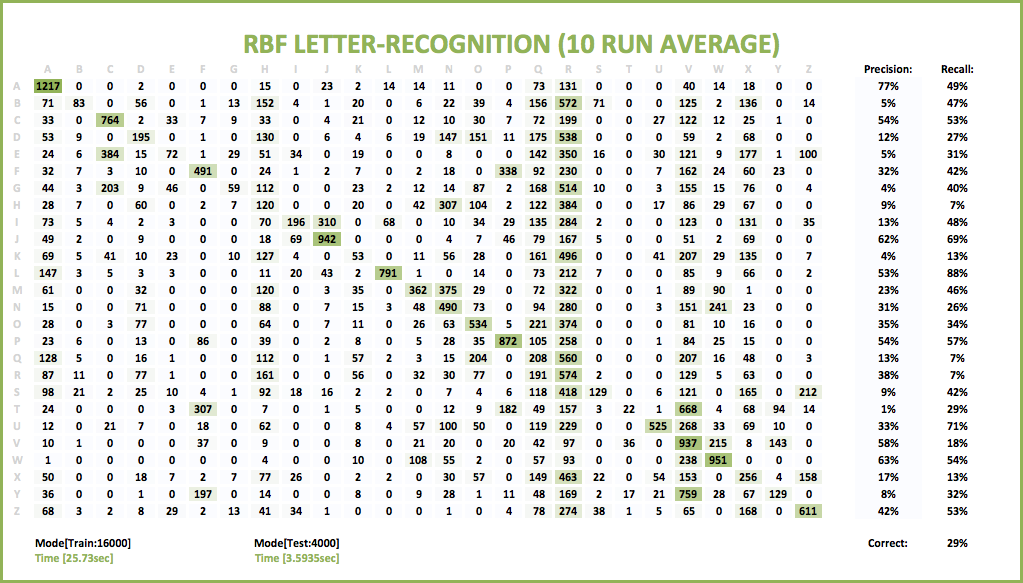 RBF LETTER-RECOGNITION (10 RUN AVERAGE)
A B C D E F G H I J K L M N O P Q R S T U V W X Y Z Precision: Recall:
A 1217 0 0 2 0 0 0 15 0 23 2 14 14 11 0 0 73 131 0 0 0 40 14 18 0 0 77% 49%
B 71 83 0 56 0 1 13 152 4 1 20 0 6 22 39 4 156 572 71 0 0 125 2 136 0 14 5% 47%
C 33 0 764 2 33 7 9 33 0 4 21 0 12 10 30 7 72 199 0 0 27 122 12 25 1 0 54% 53%
D 53 9 0 195 0 1 0 130 0 6 4 6 19 147 151 11 175 538 0 0 0 59 2 68 0 0 12% 27%
E 24 6 384 15 72 1 29 51 34 0 19 0 0 8 0 0 142 350 16 0 30 121 9 177 1 100 5% 31%
F 32 7 3 10 0 491 0 24 1 2 7 0 2 18 0 338 92 230 0 0 7 162 24 60 23 0 32% 42%
G 44 3 203 9 46 0 59 112 0 0 23 2 12 14 87 2 168 514 10 0 3 155 15 76 0 4 4% 40%
H 28 7 0 60 0 2 7 120 0 0 20 0 42 307 104 2 122 384 0 0 17 86 29 67 0 0 9% 7%
I 73 5 4 2 3 0 0 70 196 310 0 68 0 10 34 29 135 284 2 0 0 123 0 131 0 35 13% 48%
J 49 2 0 9 0 0 0 18 69 942 0 0 0 4 7 46 79 167 5 0 0 51 2 69 0 0 62% 69%
K 69 5 41 10 23 0 10 127 4 0 53 0 11 56 28 0 161 496 0 0 41 207 29 135 0 7 4% 13%
L 147 3 5 3 3 0 0 11 20 43 2 791 1 0 14 0 73 212 7 0 0 85 9 66 0 2 53% 88%
M 61 0 0 32 0 0 0 120 0 3 35 0 362 375 29 0 72 322 0 0 1 89 90 1 0 0 23% 46%
N 15 0 0 71 0 0 0 88 0 7 15 3 48 490 73 0 94 280 0 0 3 151 241 23 0 0 31% 26%
O 28 0 3 77 0 0 0 64 0 7 11 0 26 63 534 5 221 374 0 0 0 81 10 16 0 0 35% 34%
P 23 6 0 13 0 86 0 39 0 2 8 0 5 28 35 872 105 258 0 0 1 84 25 15 0 0 54% 57%
Q 128 5 0 16 1 0 0 112 0 1 57 2 3 15 204 0 208 560 0 0 0 207 16 48 0 3 13% 7%
R 87 11 0 77 1 0 0 161 0 0 56 0 32 30 77 0 191 574 2 0 0 129 5 63 0 0 38% 7%
S 98 21 2 25 10 4 1 92 18 16 2 2 0 7 4 6 118 418 129 0 6 121 0 165 0 212 9% 42%
T 24 0 0 0 3 307 0 7 0 1 5 0 0 12 9 182 49 157 3 22 1 668 4 68 94 14 1% 29%
U 12 0 21 7 0 18 0 62 0 0 8 4 57 100 50 0 119 229 0 0 525 268 33 69 10 0 33% 71%
V 10 1 0 0 0 37 0 9 0 0 8 0 21 20 0 20 42 97 0 36 0 937 215 8 143 0 58% 18%
W 1 0 0 0 0 0 0 4 0 0 10 0 108 55 2 0 57 93 0 0 0 238 951 0 0 0 63% 54%
X 50 0 0 18 7 2 7 77 26 0 2 2 0 30 57 0 149 463 22 0 54 153 0 256 4 158 17% 13%
Y 36 0 0 1 0 197 0 14 0 0 8 0 9 28 1 11 48 169 2 17 21 759 28 67 129 0 8% 32%
Z 68 3 2 8 29 2 13 41 34 1 0 0 0 1 0 4 78 274 38 1 5 65 0 168 0 611 42% 53%
Mode[Train:16000] Mode[Test:4000] Correct: 29%
Time [25.73sec] Time [3.5935sec]